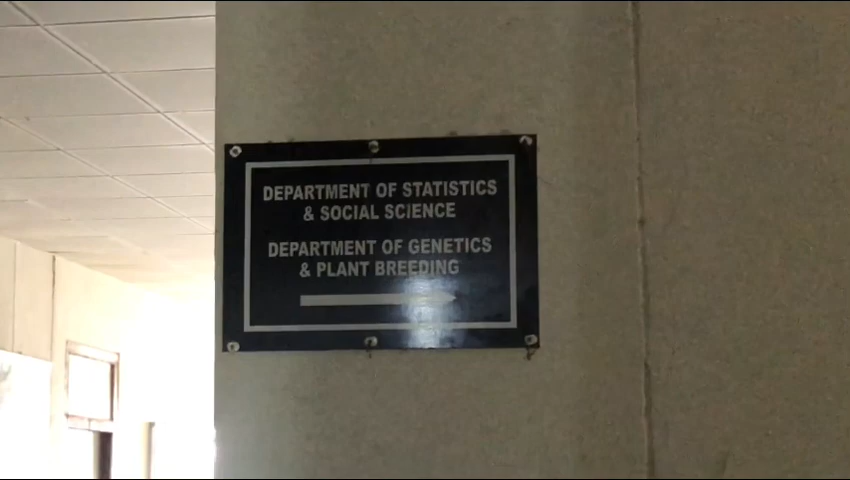 DEPARTMENT OF STATISTICS
& SOCIAL SCIENCE
DEPARTMENT OF GENETICS
& PLANT BREEDING